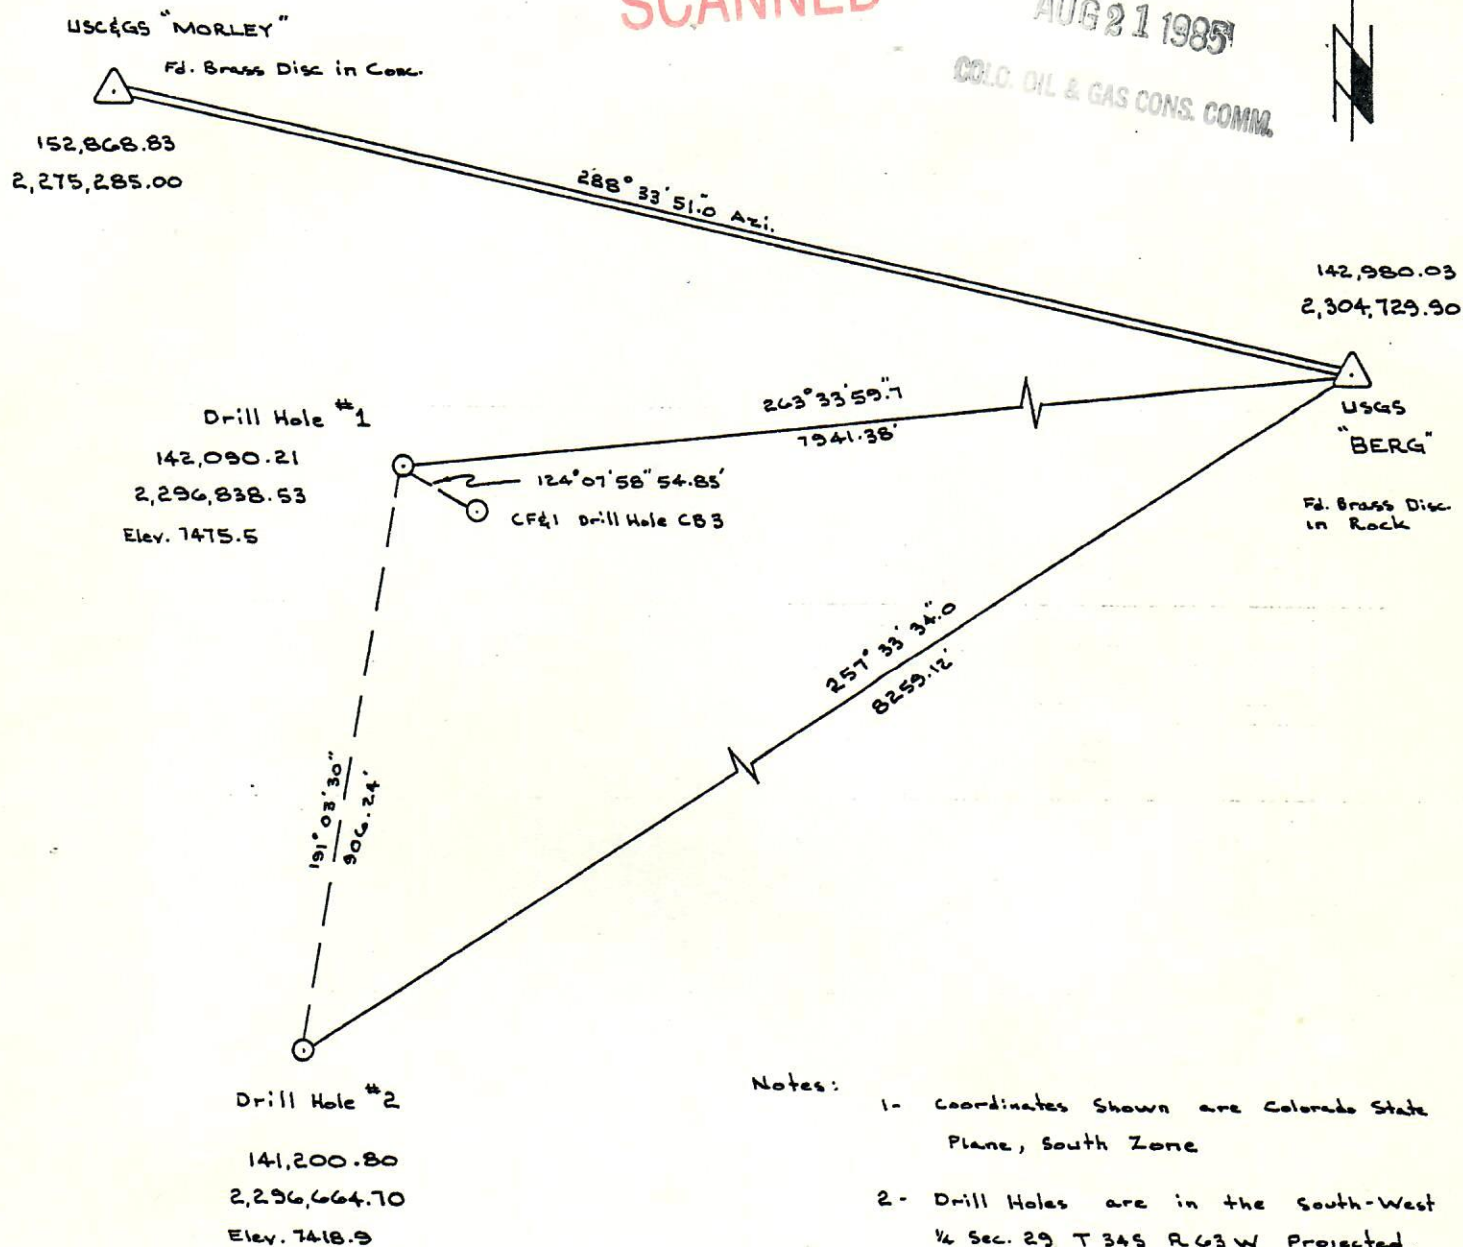 SCANNED
AUG 21 1985
COLO. OIL & GAS CONS. COMM.
USC&GS "MORLEY"
Fd. Brass Disc in Conc.
152,868.83
2,275,285.00
288° 33' 51."0 Azi.
142,980.03
2,304,729.90
USGS
"BERG"
Fd. Brass Disc.
in Rock
263° 33' 59."7
7941.38'
Drill Hole #1
142,090.21
2,296,838.53
Elev. 7475.5
124° 07' 58" 54.85'
CF&I Drill Hole CB3
257° 33' 34."0
8259.12'
191° 03' 30"
906.24'
Drill Hole #2
141,200.80
2,296,664.70
Elev. 7418.9
Notes:
1- Coordinates Shown are Colorado State
Plane, South Zone
2- Drill Holes are in the South-West
¼ Sec. 29 T 34S R 63 W Projected